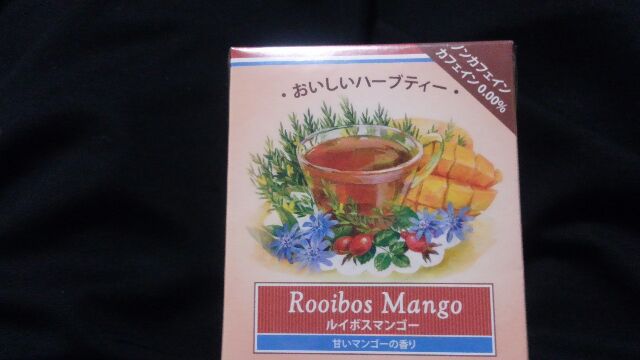 ノンカフェイン
カフェイン0.00%
・おいしいハーブティー・
Rooibos Mango
ルイボスマンゴー
甘いマンゴーの香り